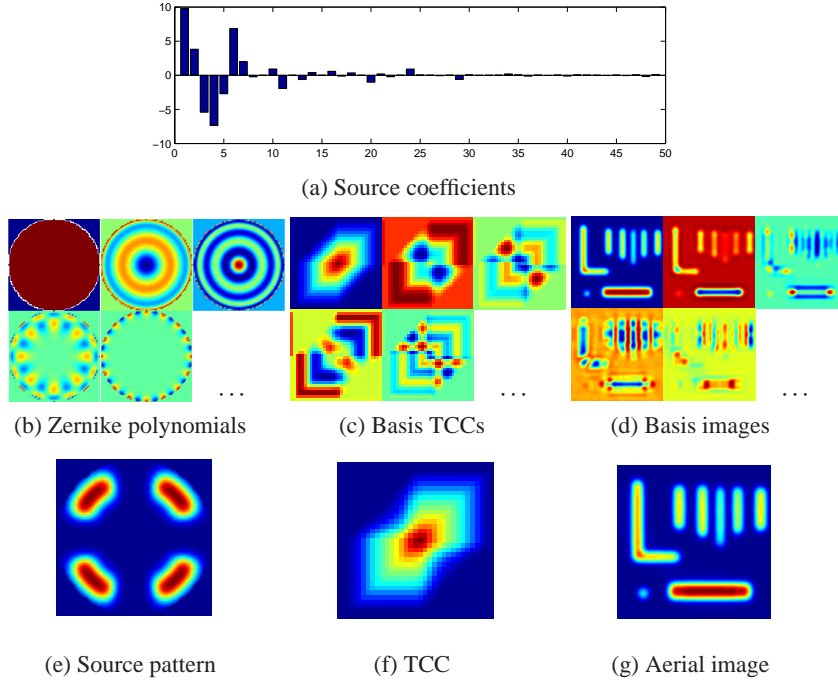 10
5
0
−5
−10
0 5 10 15 20 25 30 35 40 45 50
(a) Source coefficients
... ... ...
(b) Zernike polynomials (c) Basis TCCs (d) Basis images
(e) Source pattern (f) TCC (g) Aerial image